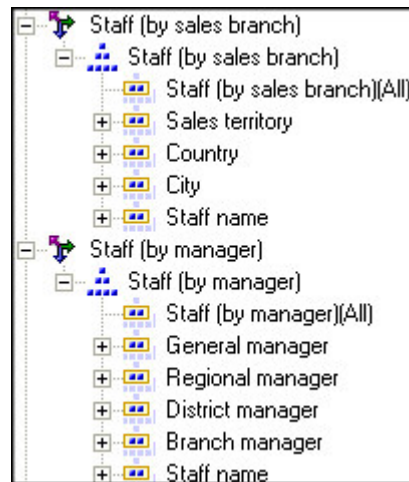 Staff (by sales branch)
Staff (by sales branch)
Staff (by sales branch)(All)
Sales territory
Country
City
Staff name
Staff (by manager)
Staff (by manager)
Staff (by manager)(All)
General manager
Regional manager
District manager
Branch manager
Staff name